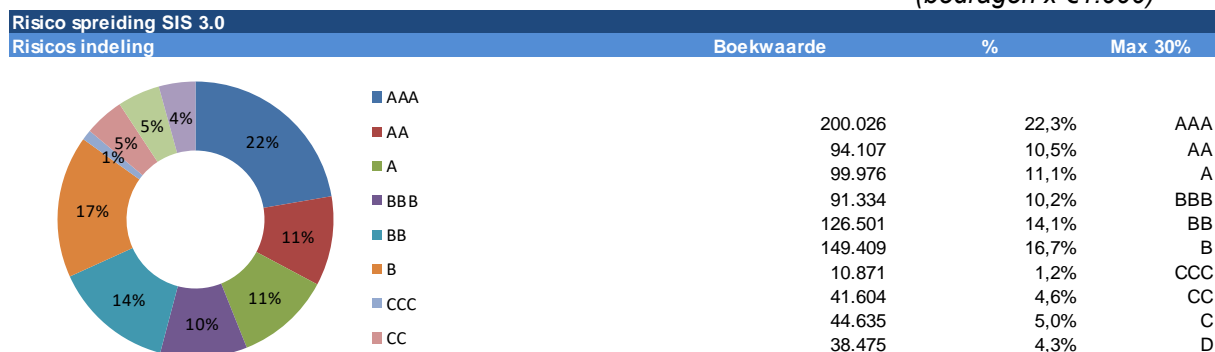 (bedragen x €1.000)
Risico spreiding SIS 3.0
Risicos indeling Boekwaarde % Max 30%
AAA
AA
A
BBB
BB
B
CCC
CC
22%
11%
11%
10%
14%
17%
1%
5%
5%
4%
200.026 22,3% AAA
94.107 10,5% AA
99.976 11,1% A
91.334 10,2% BBB
126.501 14,1% BB
149.409 16,7% B
10.871 1,2% CCC
41.604 4,6% CC
44.635 5,0% C
38.475 4,3% D